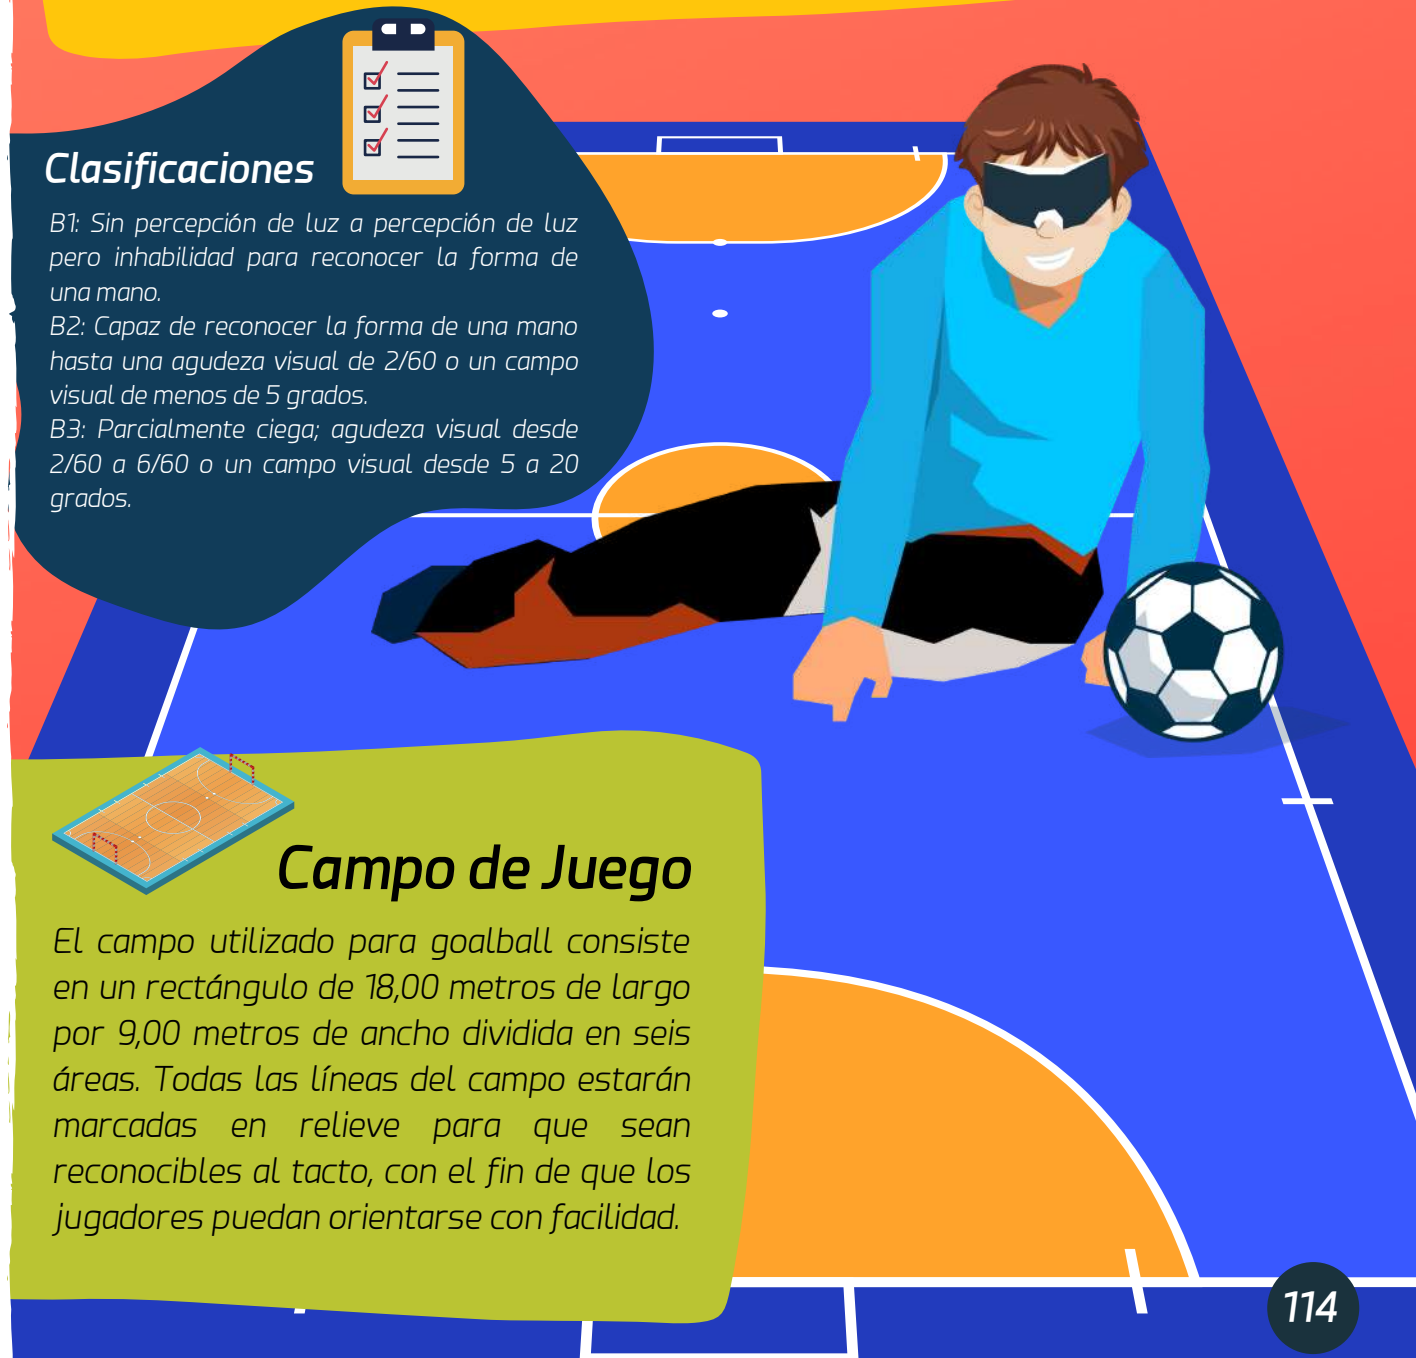 Clasificaciones
B1: Sin percepción de luz a percepción de luz
pero inhabilidad para reconocer la forma de
una mano.
B2: Capaz de reconocer la forma de una mano
hasta una agudeza visual de 2/60 o un campo
visual de menos de 5 grados.
B3: Parcialmente ciega; agudeza visual desde
2/60 a 6/60 o un campo visual desde 5 a 20
grados.
Campo de Juego
El campo utilizado para goalball consiste
en un rectángulo de 18,00 metros de largo
por 9,00 metros de ancho dividida en seis
áreas. Todas las líneas del campo estarán
marcadas en relieve para que sean
reconocibles al tacto, con el fin de que los
jugadores puedan orientarse con facilidad.
114